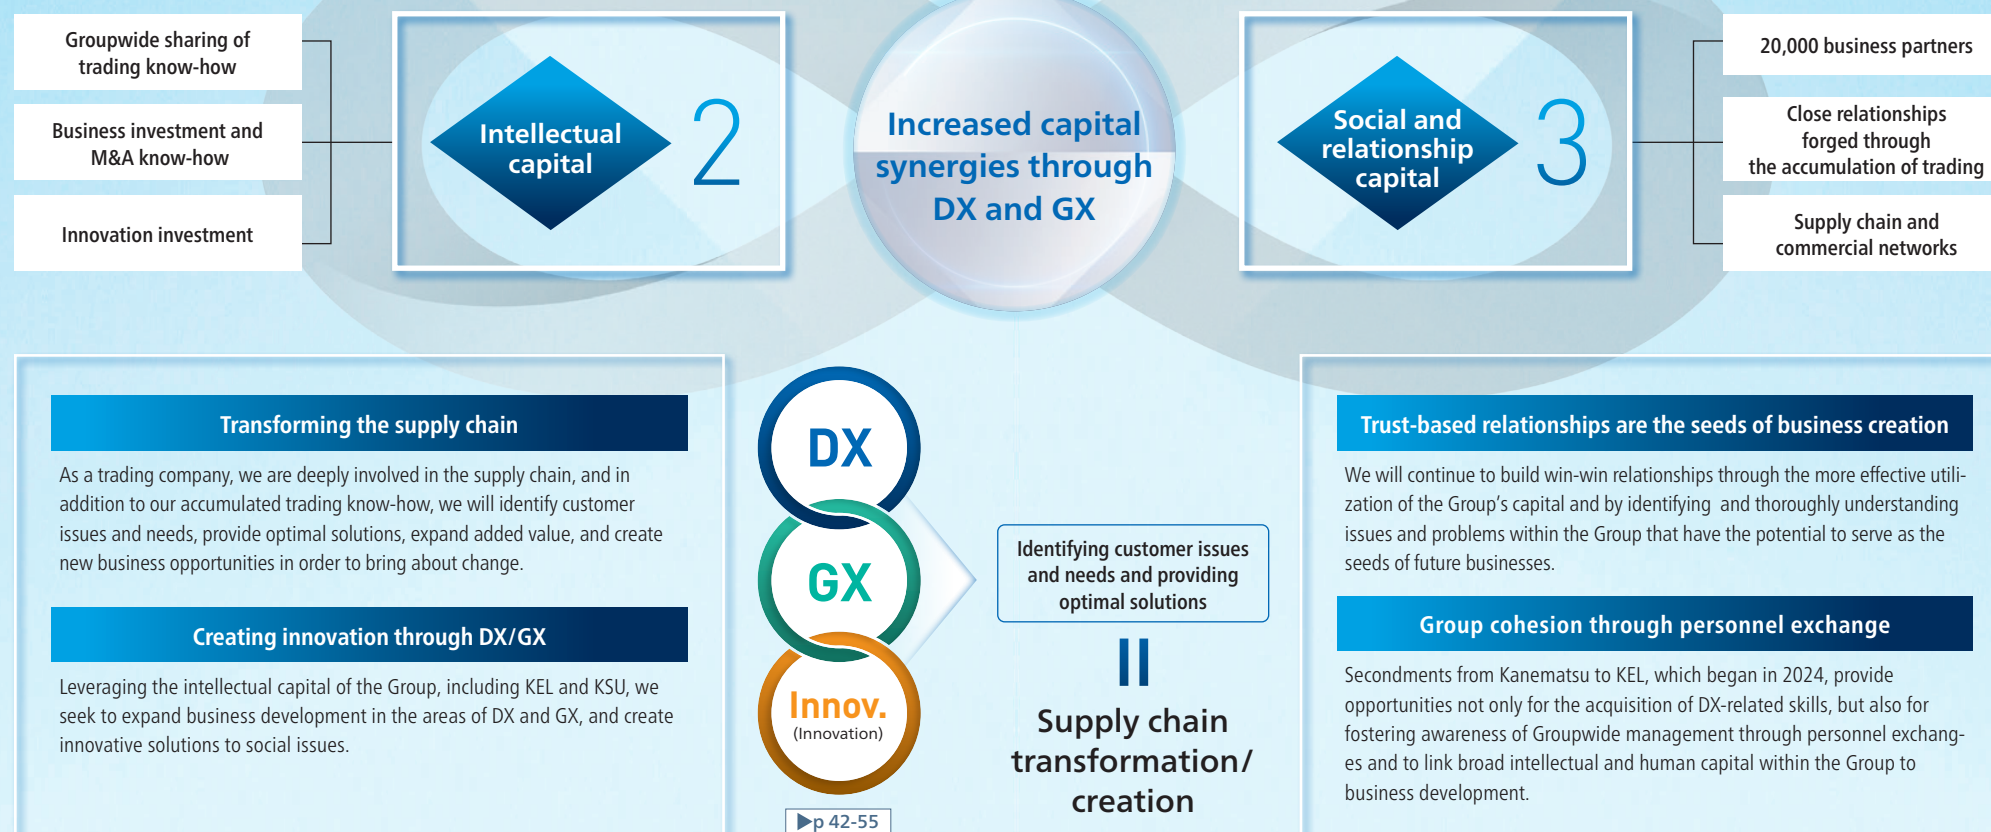 Groupwide sharing of
trading know-how
Business investment and
M&A know-how
Innovation investment
Intellectual
capital
2
Increased capital
synergies through
DX and GX
Social and
relationship
capital
3
20,000 business partners
Close relationships
forged through
the accumulation of trading
Supply chain and
commercial networks
Transforming the supply chain
As a trading company, we are deeply involved in the supply chain, and in
addition to our accumulated trading know-how, we will identify customer
issues and needs, provide optimal solutions, expand added value, and create
new business opportunities in order to bring about change.
Creating innovation through DX/GX
Leveraging the intellectual capital of the Group, including KEL and KSU, we
seek to expand business development in the areas of DX and GX, and create
innovative solutions to social issues.
DX
GX
Innov.
(Innovation)
▶p 42-55
Identifying customer issues
and needs and providing
optimal solutions
Supply chain
transformation/
creation
Trust-based relationships are the seeds of business creation
We will continue to build win-win relationships through the more effective utili-
zation of the Group's capital and by identifying and thoroughly understanding
issues and problems within the Group that have the potential to serve as the
seeds of future businesses.
Group cohesion through personnel exchange
Secondments from Kanematsu to KEL, which began in 2024, provide
opportunities not only for the acquisition of DX-related skills, but also for
fostering awareness of Groupwide management through personnel exchang-
es and to link broad intellectual and human capital within the Group to
business development.